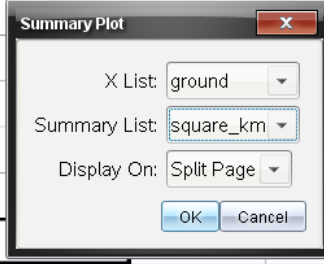 Summary Plot
X List: ground
Summary List: square_km
Display On: Split Page
OK Cancel